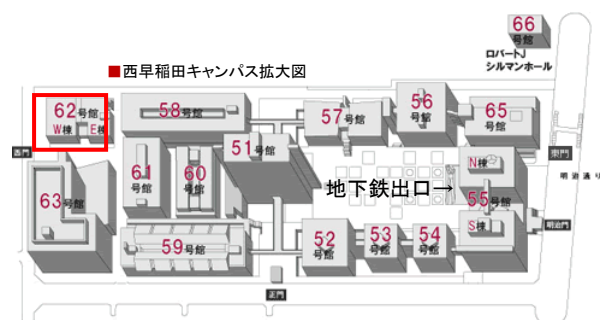 66
号館
ロバートJ
シルマンホール
■西早稲田キャンパス拡大図
62号館
W棟 E棟
58号館
57号館
56
号館
65
号館
西門
51
号館
61
号館
60
号館
N棟
東門
明治通り
63
号館
地下鉄出口→
55
号館
S棟
明治門
59号館
52
号館
53
号館
54
号館
正門